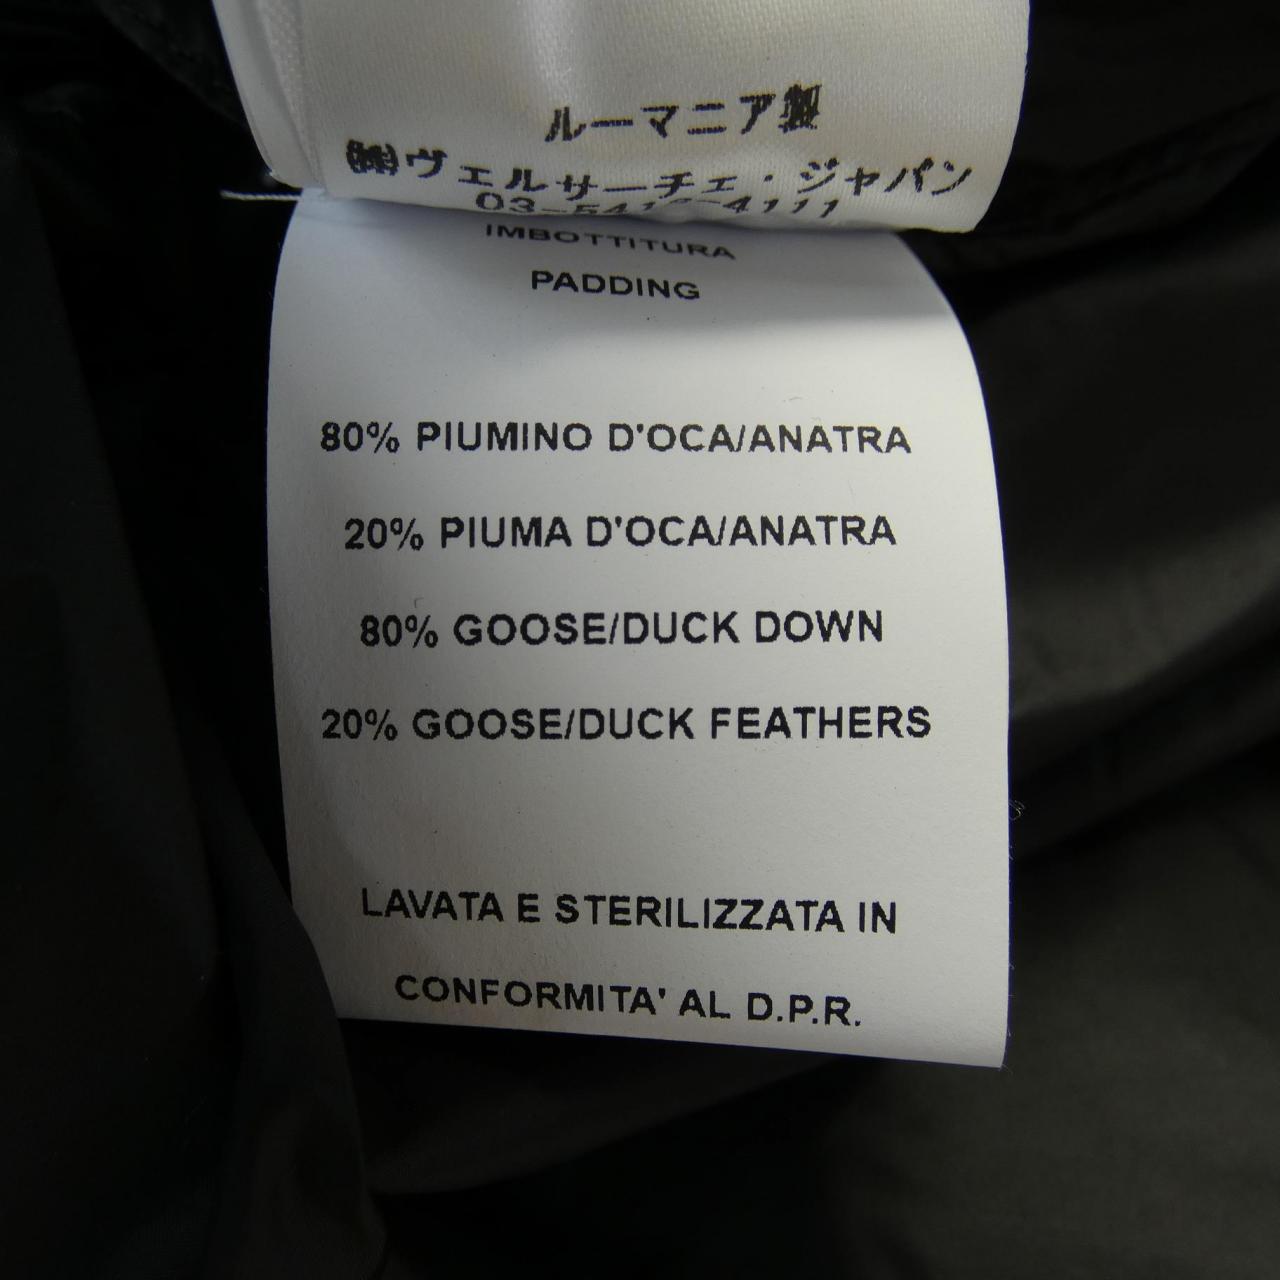 ルーマニア製
㈱ヴェルサーチェ・ジャパン
IMBOTTITURA
PADDING
80% PIUMINO D'OCA/ANATRA
20% PIUMA D'OCA/ANATRA
80% GOOSE/DUCK DOWN
20% GOOSE/DUCK FEATHERS
LAVATA E STERILIZZATA IN
CONFORMITA' AL D.P.R.